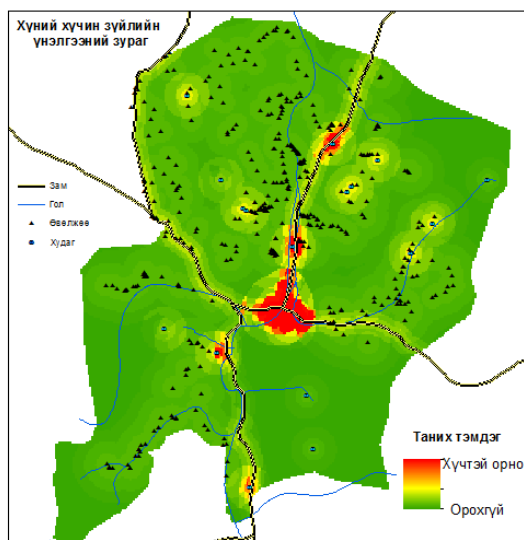 Хүний хүчин зүйлийн
үнэлгээний зураг
Зам
Гол
Өвөлжөө
Худаг
Таних тэмдэг
Хүчтэй орно
Орохгүй